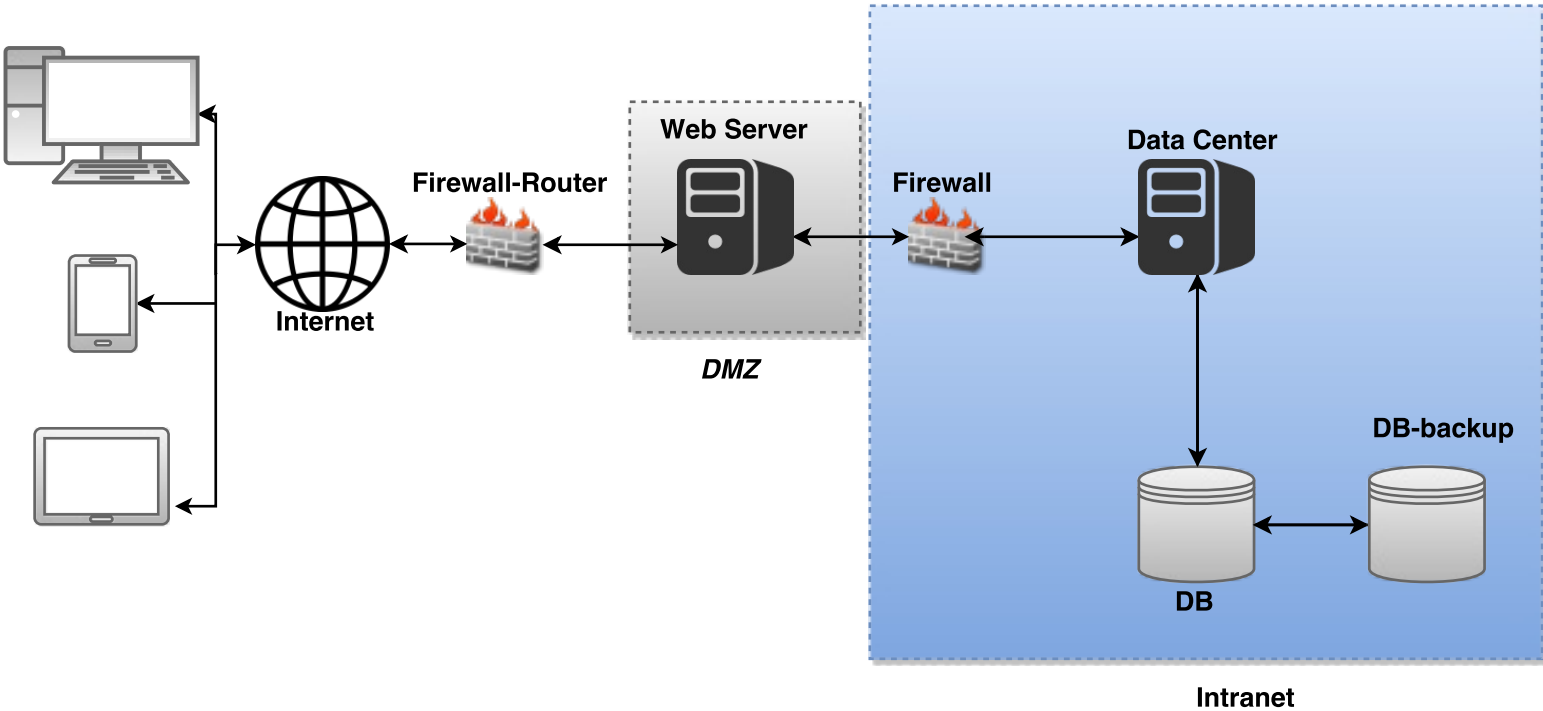 Web Server
Data Center
Firewall-Router
Firewall
Internet
DMZ
DB-backup
DB
Intranet